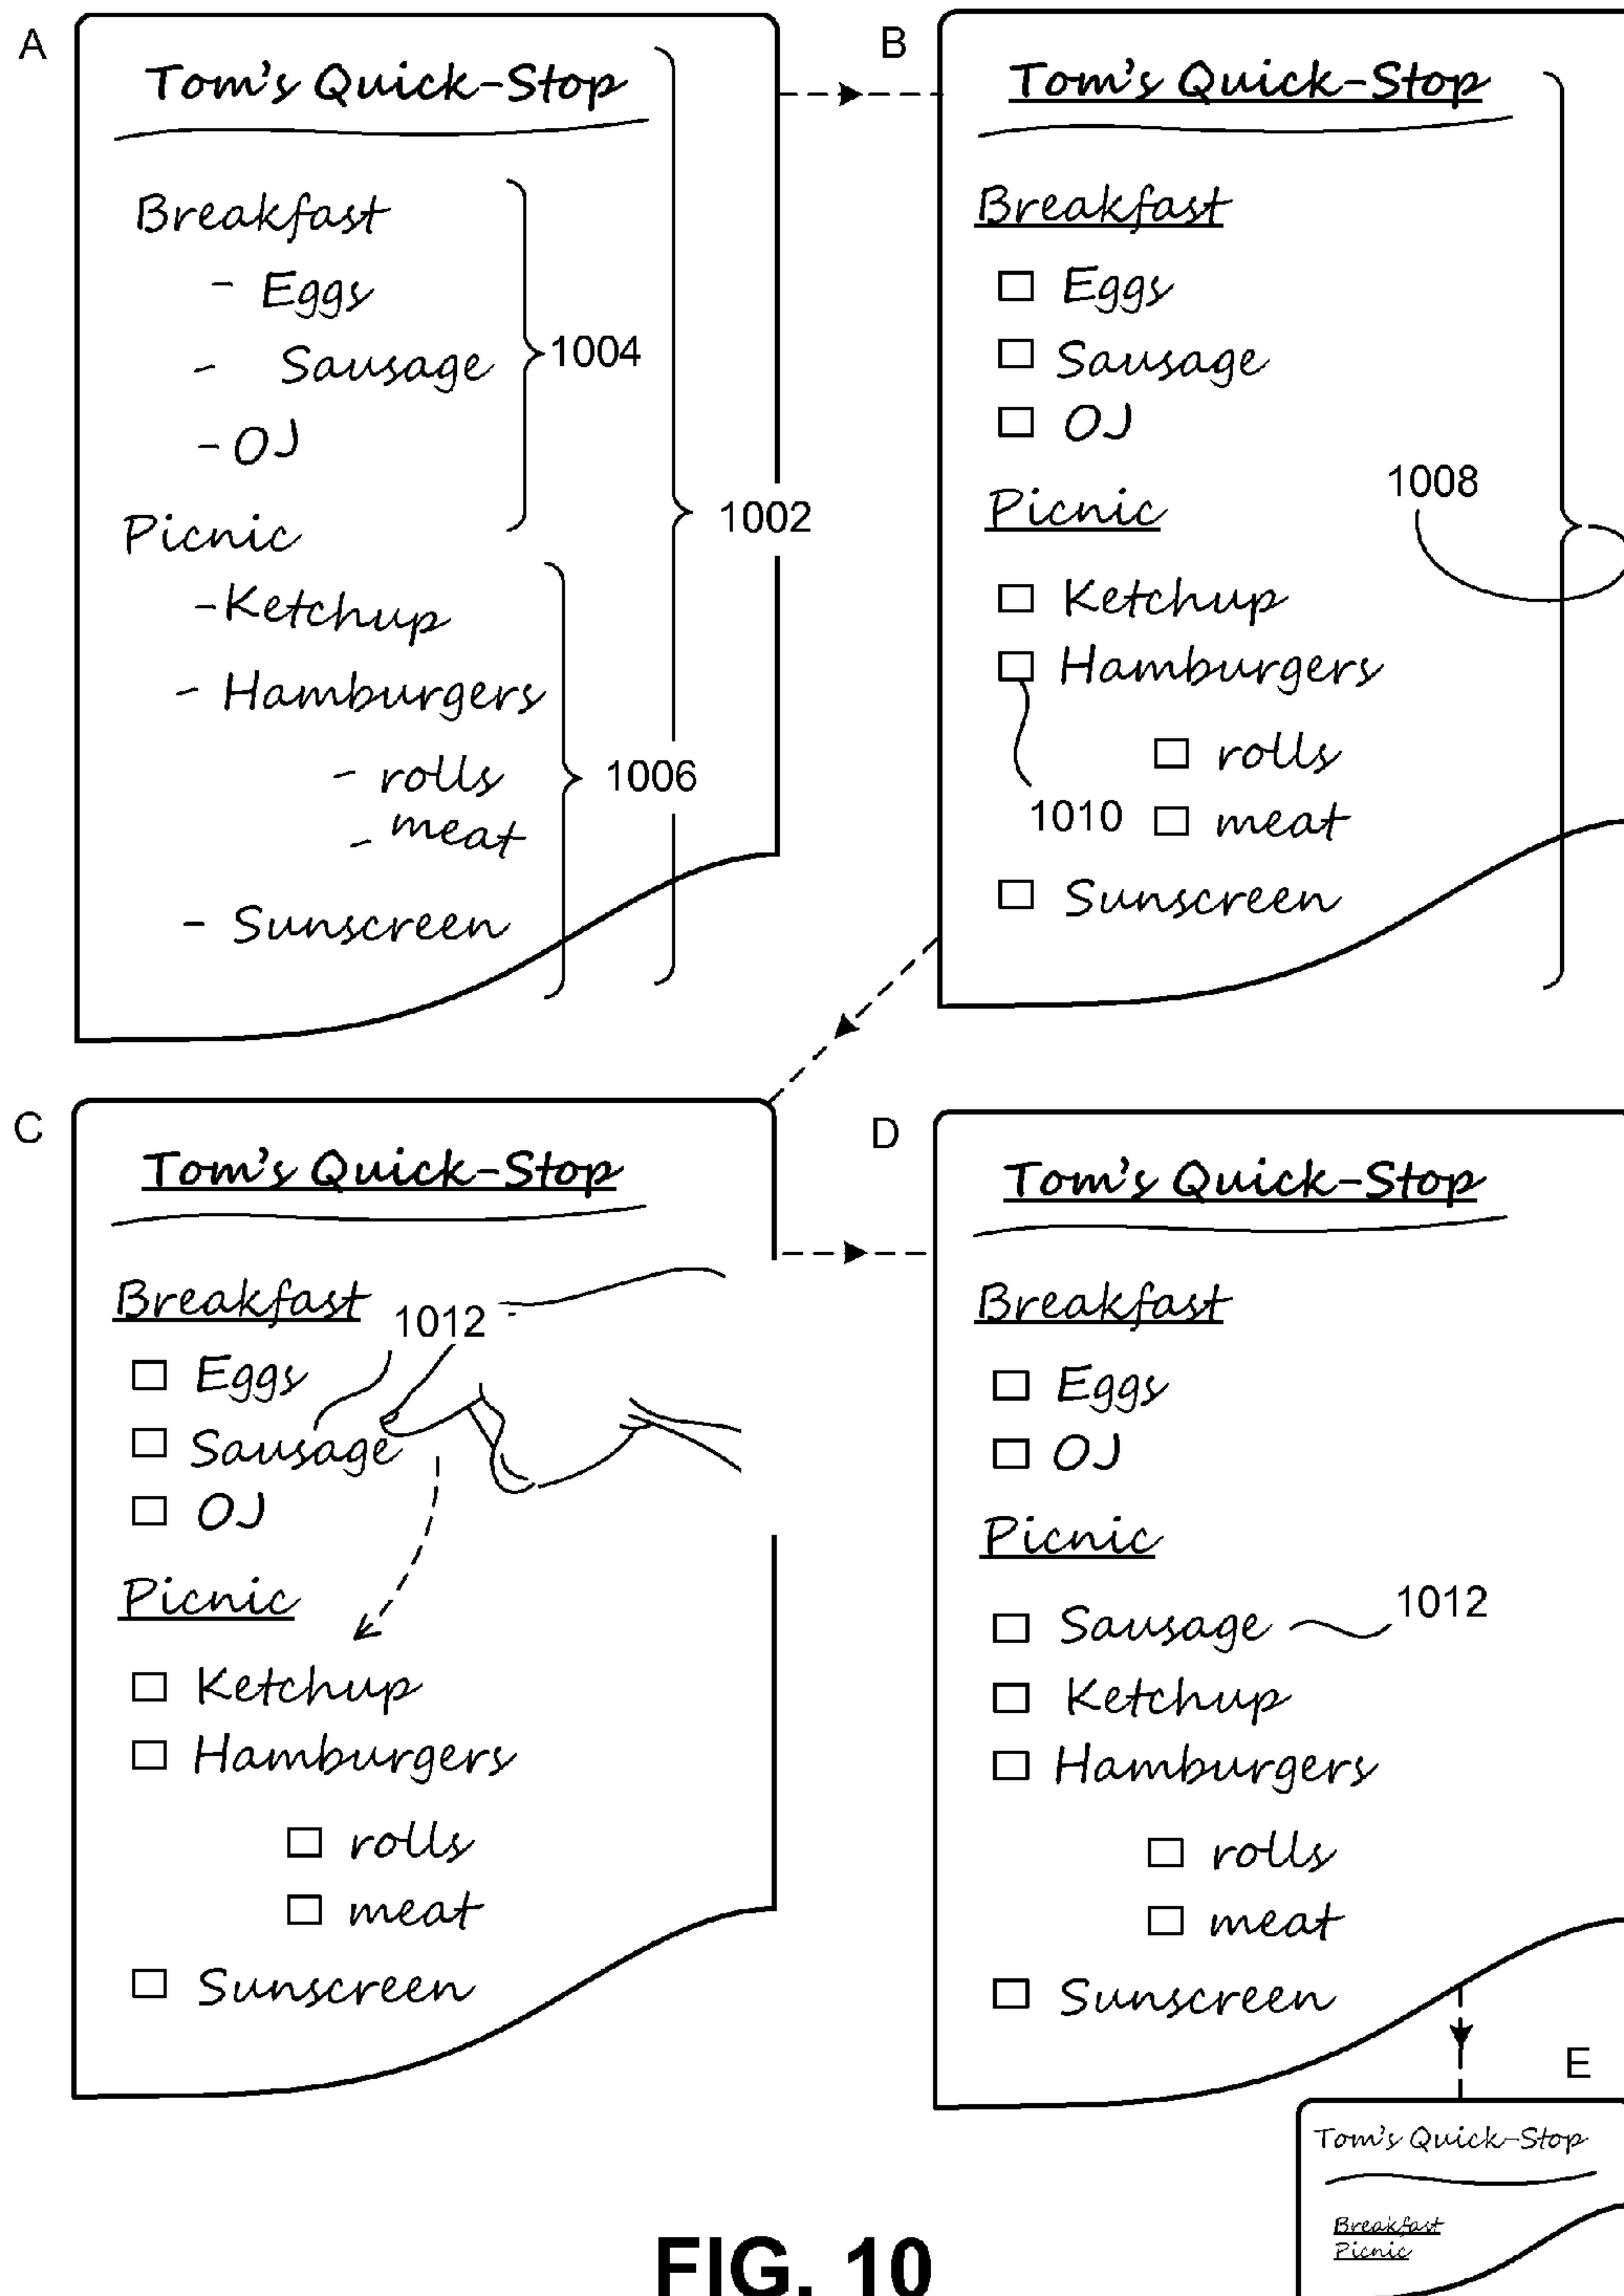 A
Tom's Quick-Stop
Breakfast
- Eggs
- Sausage
- OJ
1004
Picnic
1002
- Ketchup
- Hamburgers
- rolls
1006
- meat
- Sunscreen
B
Tom's Quick-Stop
Breakfast
Eggs
Sausage
OJ
1008
Picnic
Ketchup
Hamburgers
rolls
1010
meat
Sunscreen
C
Tom's Quick-Stop
Breakfast
1012
Eggs
Sausage
OJ
Picnic
Ketchup
Hamburgers
rolls
meat
Sunscreen
D
Tom's Quick-Stop
Breakfast
Eggs
OJ
Picnic
Sausage
1012
Ketchup
Hamburgers
rolls
meat
Sunscreen
E
Tom's Quick-Stop
Breakfast
Picnic
FIG. 10